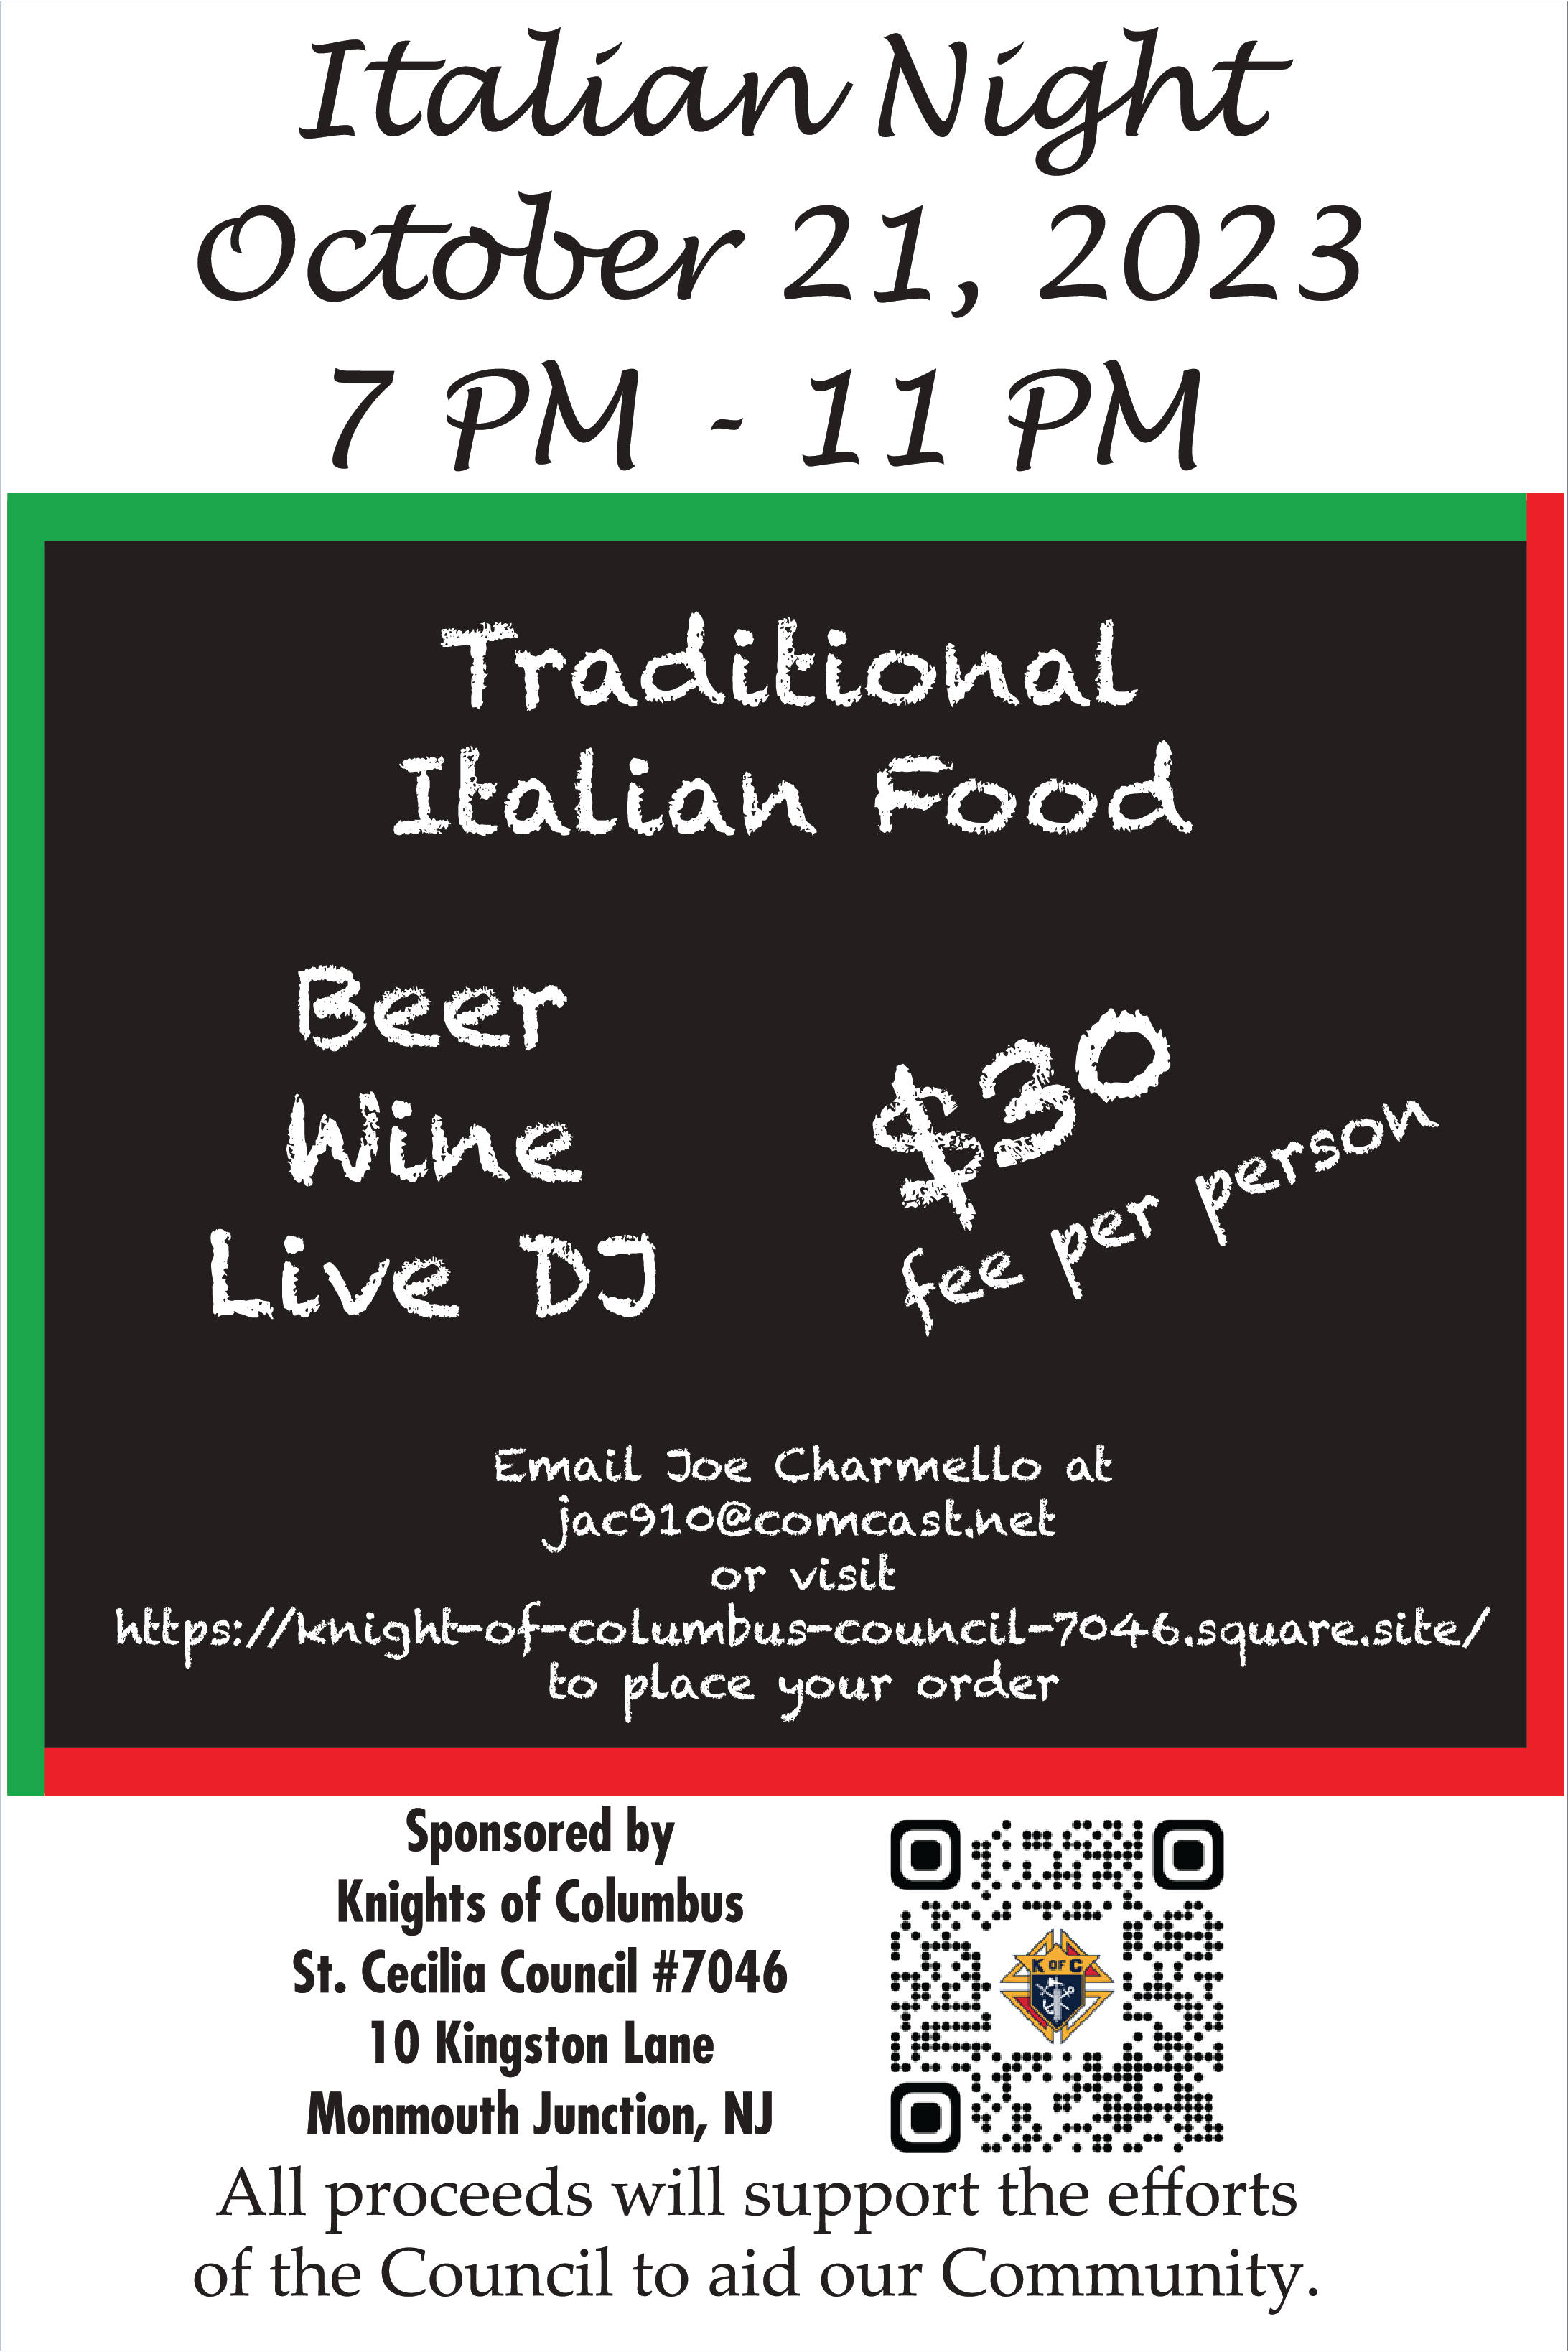 Italian Night
October 21, 2023
7 PM - 11 PM
Traditional
Italian Food
Beer
Wine
Live DJ
$30
fee per person
Email Joe Charmello at
jac910@comcast.net
or visit
https://knight-of-columbus-council-7046.square.site/
to place your order
Sponsored by
Knights of Columbus
St. Cecilia Council #7046
10 Kingston Lane
Monmouth Junction, NJ
K OF C
All proceeds will support the efforts
of the Council to aid our Community.